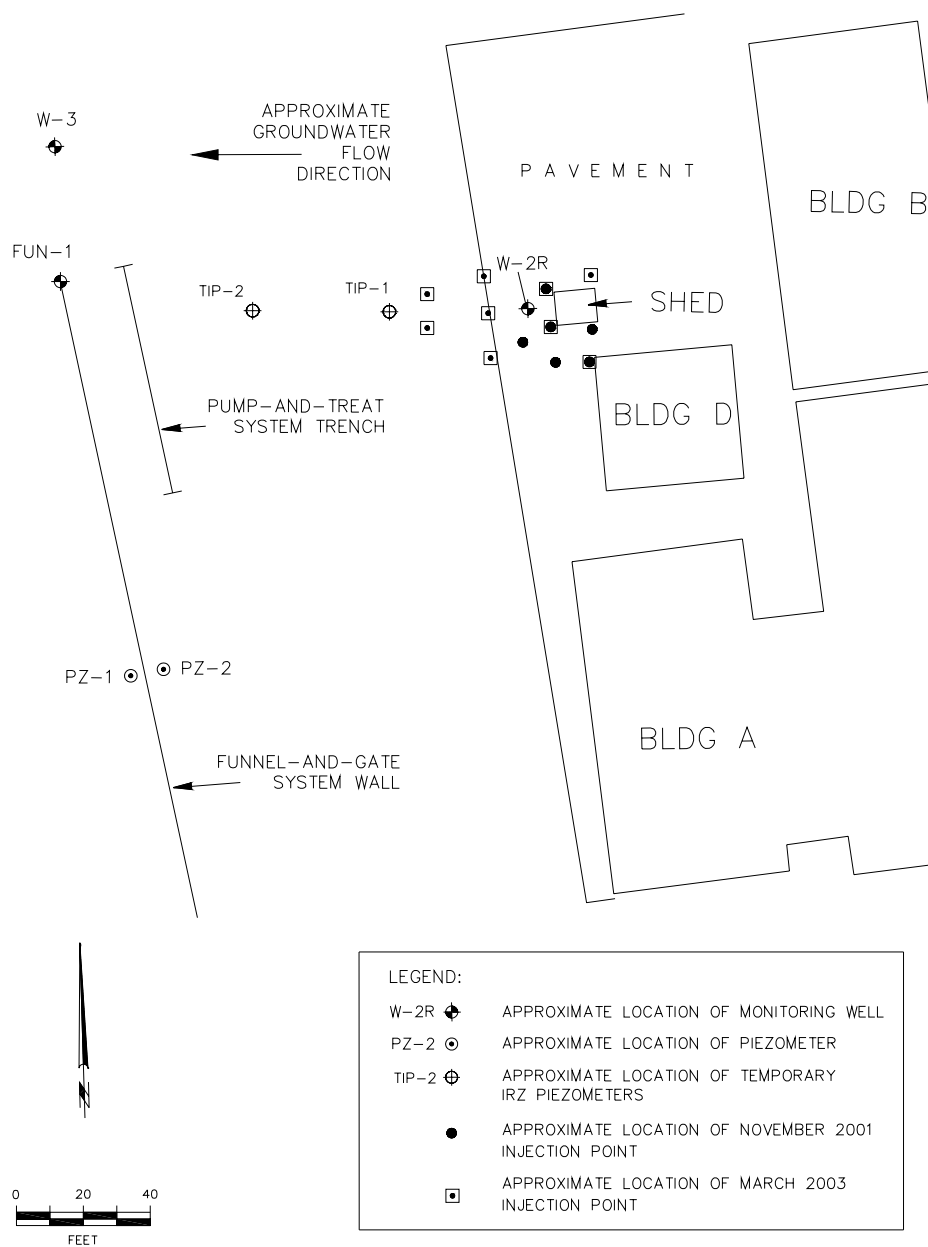 W-3
APPROXIMATE
GROUNDWATER
FLOW
DIRECTION
PAVEMENT
BLDG B
FUN-1
W-2R
TIP-2
TIP-1
SHED
PUMP-AND-TREAT
SYSTEM TRENCH
BLDG D
PZ-1
PZ-2
BLDG A
FUNNEL-AND-GATE
SYSTEM WALL
N
LEGEND:
W-2R APPROXIMATE LOCATION OF MONITORING WELL
PZ-2 APPROXIMATE LOCATION OF PIEZOMETER
TIP-2 APPROXIMATE LOCATION OF TEMPORARY
IRZ PIEZOMETERS
APPROXIMATE LOCATION OF NOVEMBER 2001
INJECTION POINT
APPROXIMATE LOCATION OF MARCH 2003
INJECTION POINT
0 20 40
FEET